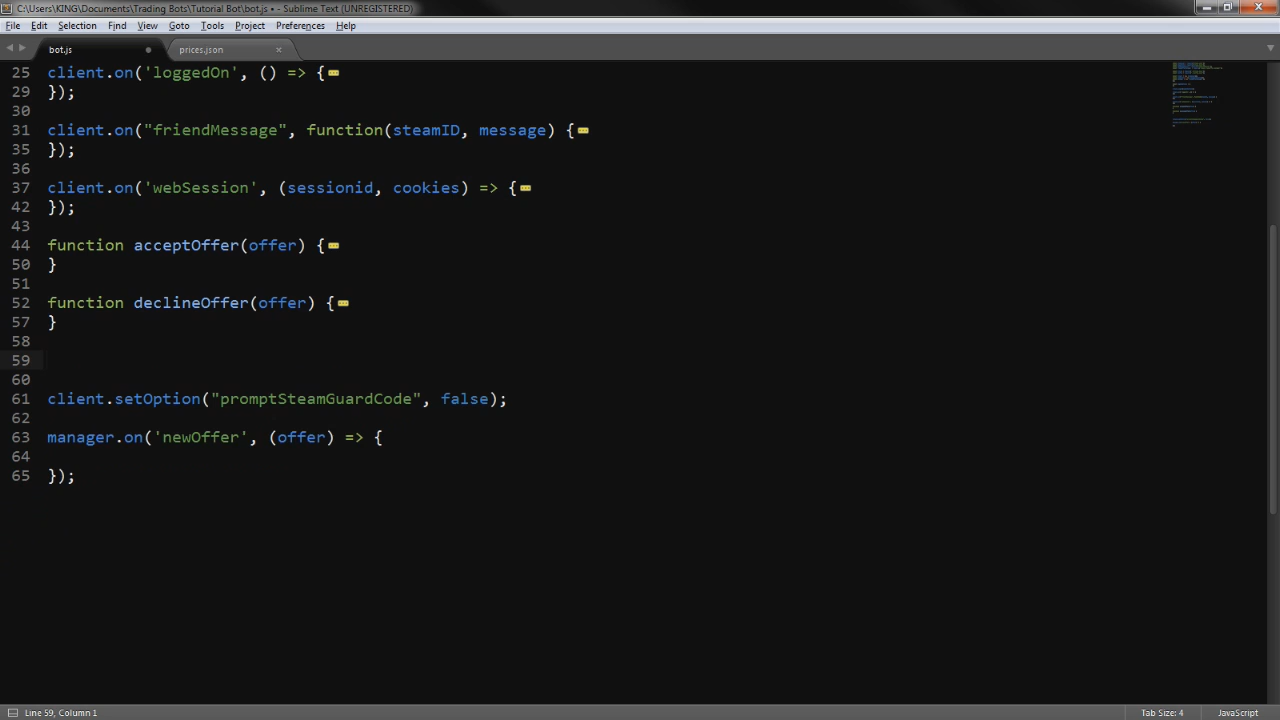 C:\Users\KING\Documents\Trading Bots\Tutorial Bot\bot.js • - Sublime Text (UNREGISTERED)
File Edit Selection Find View Goto Tools Project Preferences Help
bot.js prices.json
25 client.on('loggedOn', () => {
29 });
30
31 client.on("friendMessage", function(steamID, message) {
35 });
36
37 client.on('webSession', (sessionid, cookies) => {
42 });
43
44 function acceptOffer(offer) {
50 }
51
52 function declineOffer(offer) {
57 }
58
59
60
61 client.setOption("promptSteamGuardCode", false);
62
63 manager.on('newOffer', (offer) => {
64
65 });
Line 59, Column 1 Tab Size: 4 JavaScript